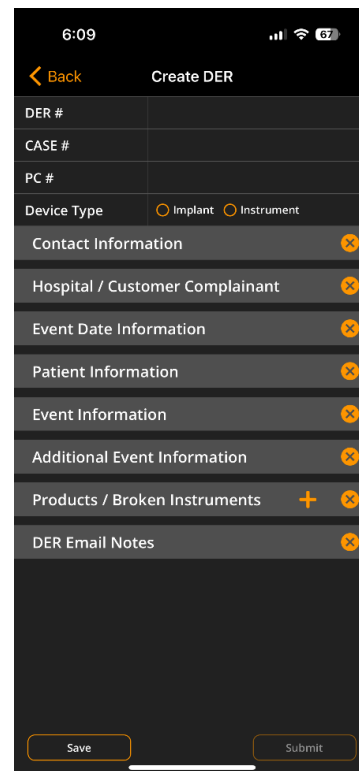 6:09
67
Back
Create DER
DER #
CASE #
PC #
Device Type
Implant
Instrument
Contact Information
Hospital / Customer Complainant
Event Date Information
Patient Information
Event Information
Additional Event Information
Products / Broken Instruments
DER Email Notes
Save
Submit